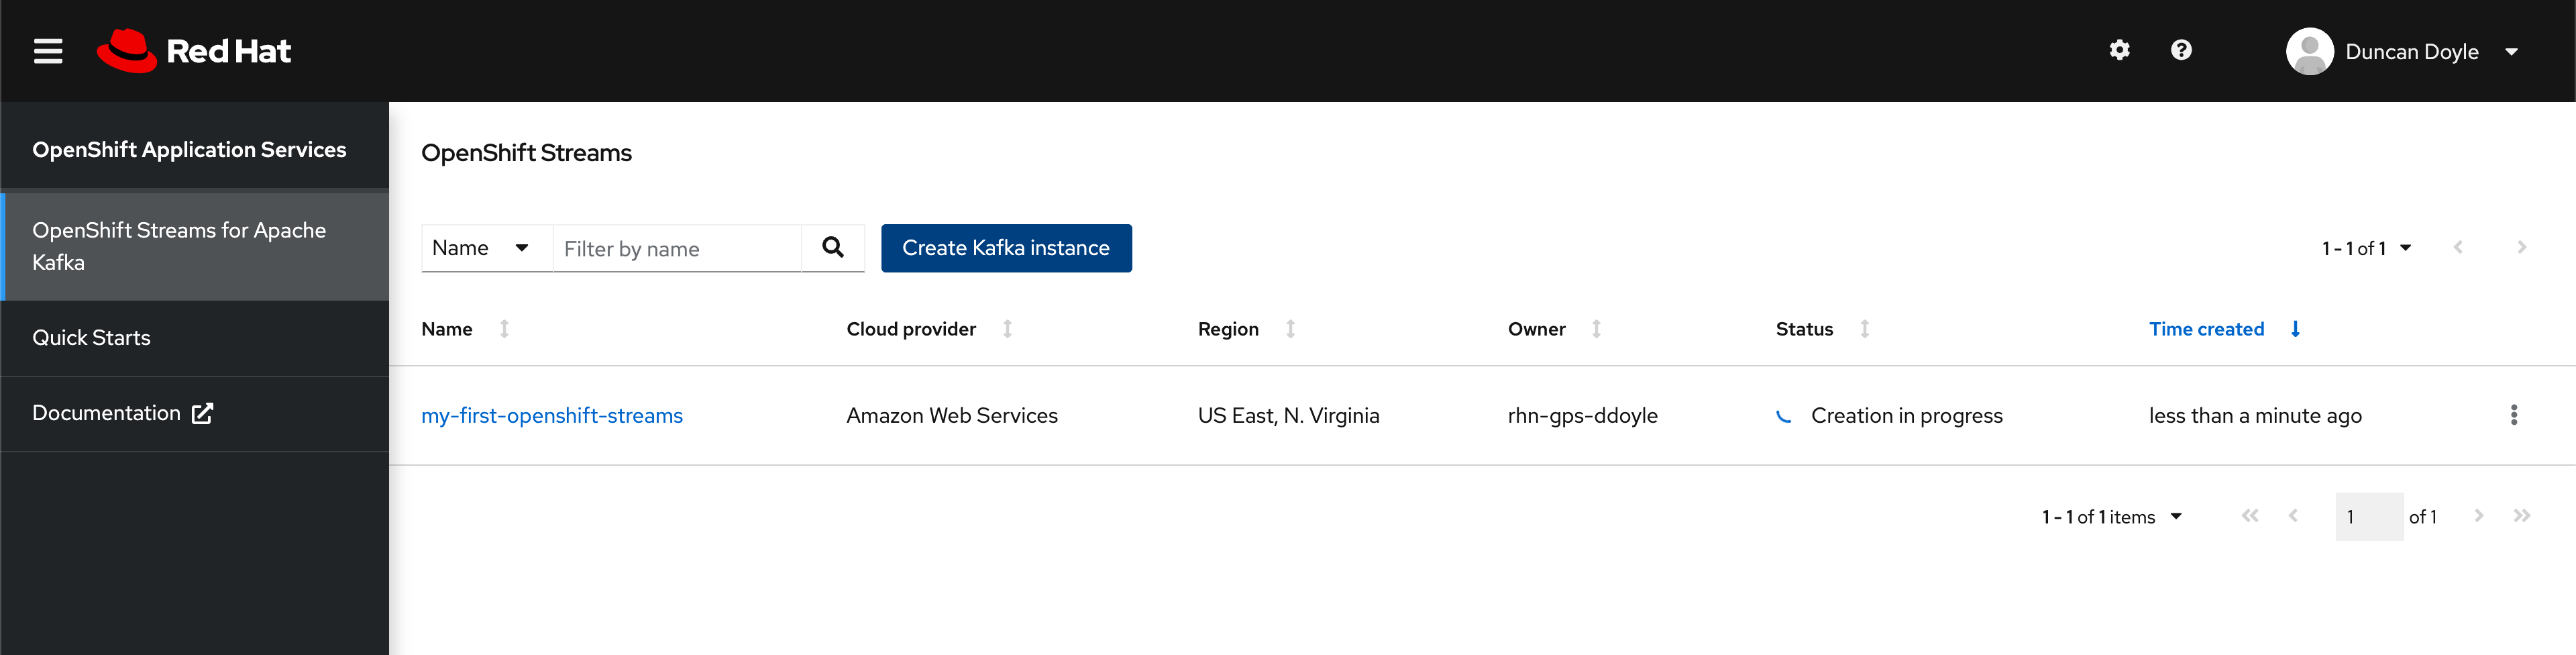 Red Hat
Duncan Doyle
OpenShift Application Services
OpenShift Streams for Apache
Kafka
Quick Starts
Documentation
OpenShift Streams
Name
Filter by name
Create Kafka instance
1 - 1 of 1
Name Cloud provider Region Owner Status Time created
my-first-openshift-streams Amazon Web Services US East, N. Virginia rhn-gps-ddoyle Creation in progress less than a minute ago
1 - 1 of 1 items
1 of 1